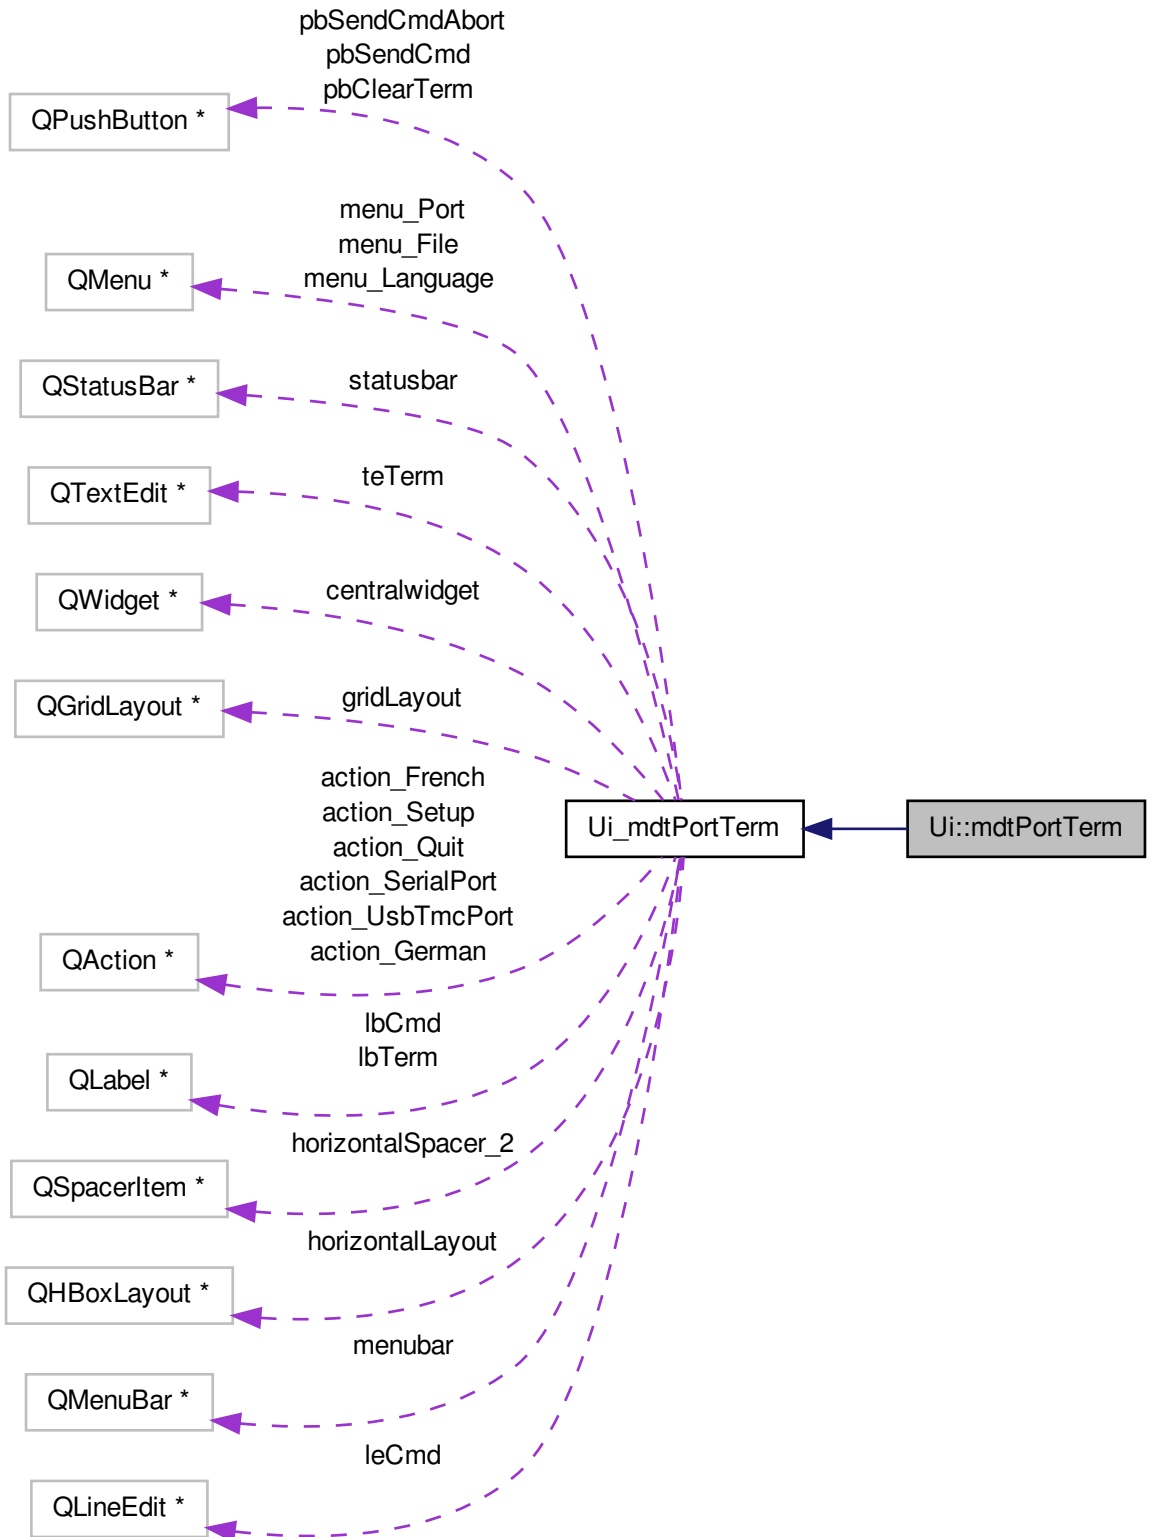 pbSendCmdAbort
pbSendCmd
pbClearTerm
QPushButton *
menu_Port
menu_File
menu_Language
QMenu *
statusbar
QStatusBar *
teTerm
QTextEdit *
centralwidget
QWidget *
gridLayout
QGridLayout *
action_French
action_Setup
action_Quit
action_SerialPort
action_UsbTmcPort
action_German
Ui_mdtPortTerm
Ui::mdtPortTerm
QAction *
lbCmd
lbTerm
QLabel *
horizontalSpacer_2
QSpacerItem *
horizontalLayout
QHBoxLayout *
menubar
QMenuBar *
leCmd
QLineEdit *